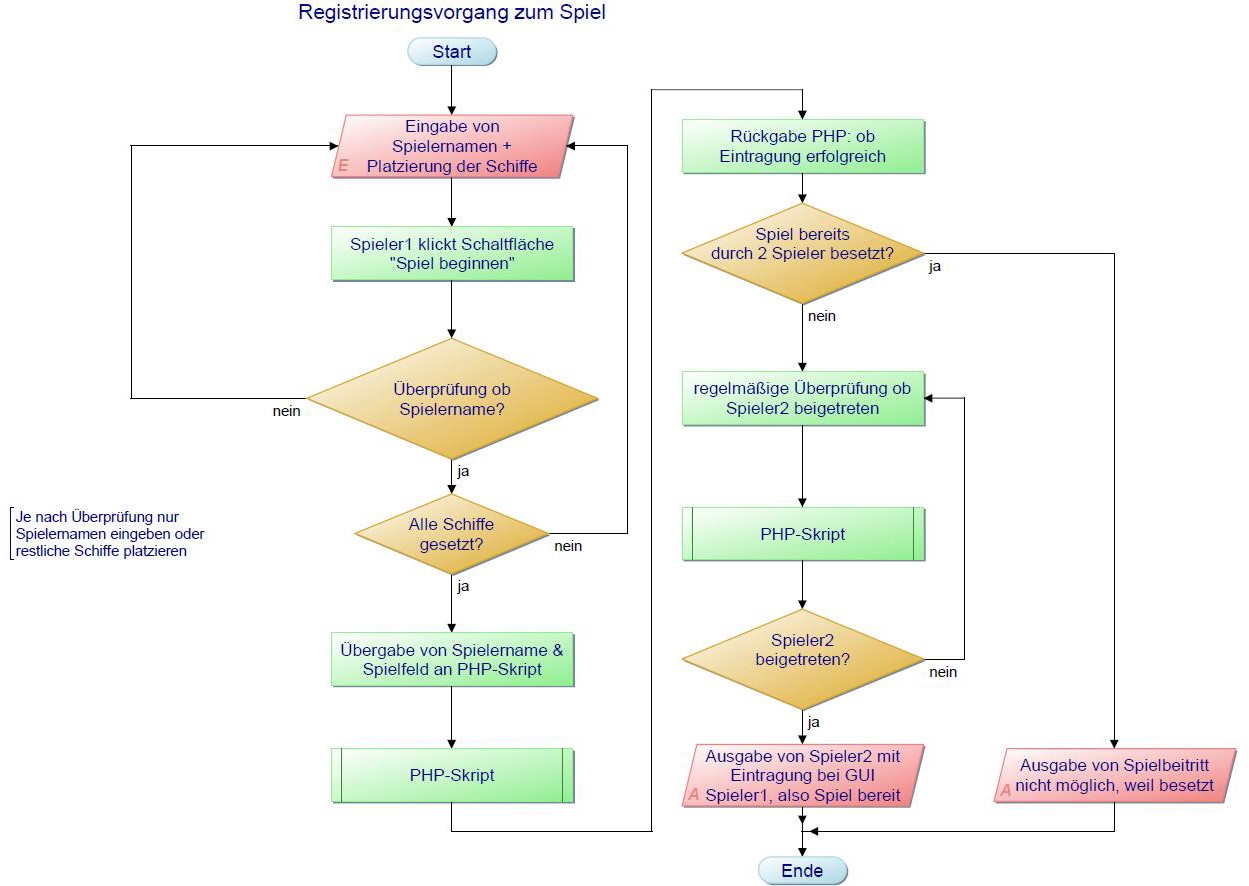 Registrierungsvorgang zum Spiel
Start
Eingabe von
Spielernamen +
Platzierung der Schiffe
E
Spieler1 klickt Schaltfläche
"Spiel beginnen"
Überprüfung ob
Spielername?
nein
ja
Alle Schiffe
gesetzt?
nein
ja
Je nach Überprüfung nur
Spielernamen eingeben oder
restliche Schiffe platzieren
Übergabe von Spielername &
Spielfeld an PHP-Skript
PHP-Skript
Rückgabe PHP: ob
Eintragung erfolgreich
Spiel bereits
durch 2 Spieler besetzt?
ja
nein
regelmäßige Überprüfung ob
Spieler2 beigetreten
PHP-Skript
Spieler2
beigetreten?
nein
ja
Ausgabe von Spieler2 mit
Eintragung bei GUI
Spieler1, also Spiel bereit
A
Ausgabe von Spielbeitritt
nicht möglich, weil besetzt
A
Ende